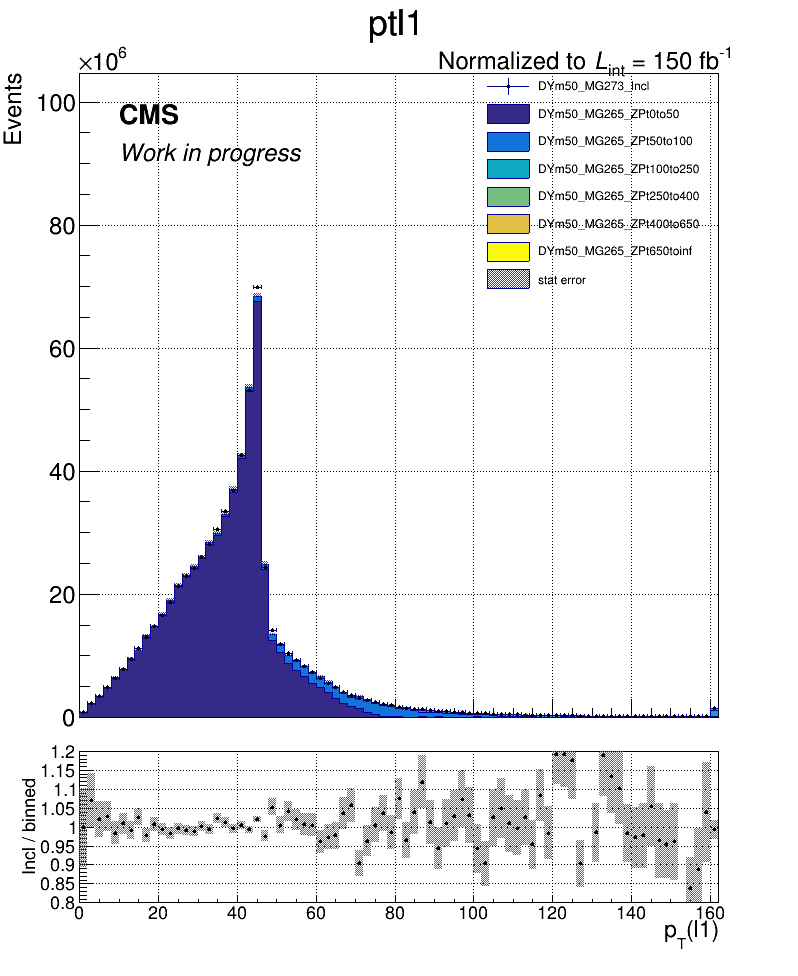 ptl1
×10⁶
Normalized to L_int = 150 fb⁻¹
Events
CMS
Work in progress
DYm50_MG273_Incl
DYm50_MG265_ZPt0to50
DYm50_MG265_ZPt50to100
DYm50_MG265_ZPt100to250
DYm50_MG265_ZPt250to400
DYm50_MG265_ZPt400to650
DYm50_MG265_ZPt650toinf
stat error
100
80
60
40
20
0
Incl / binned
1.2
1.15
1.1
1.05
1
0.95
0.9
0.85
0.8
0 20 40 60 80 100 120 140 160
p_T(l1)